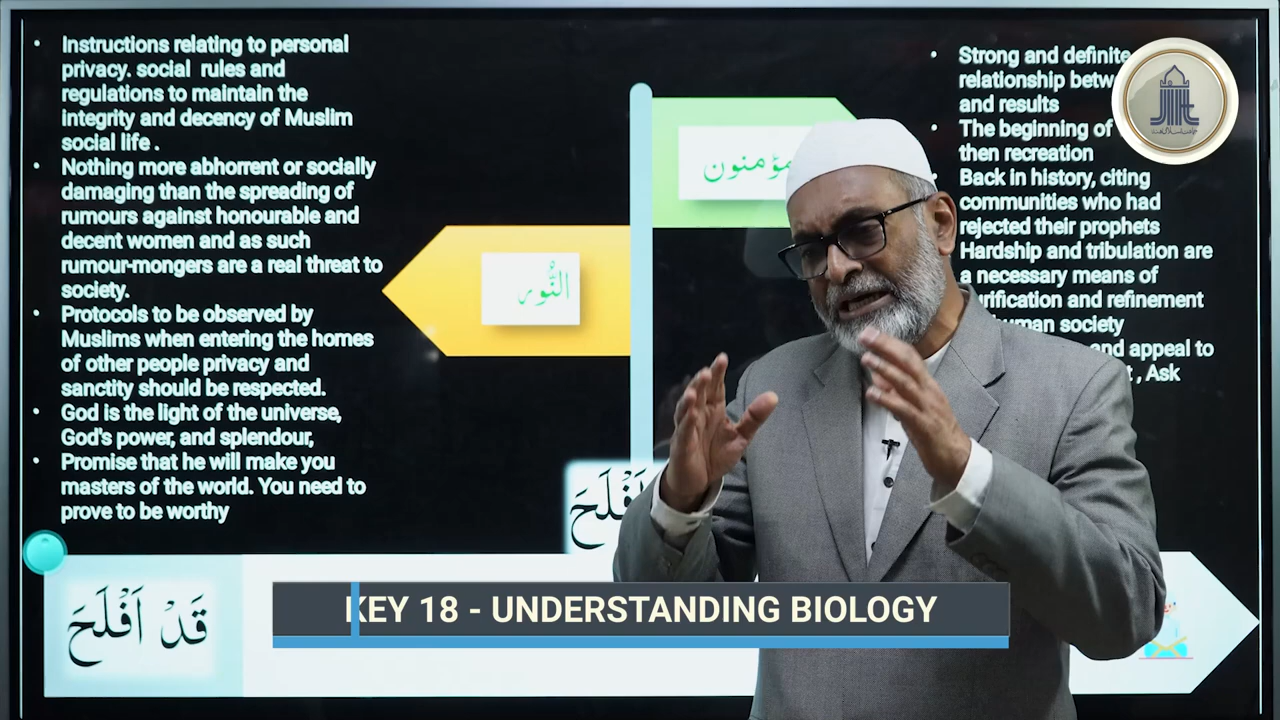 • Instructions relating to personal
privacy. social rules and
regulations to maintain the
integrity and decency of Muslim
social life .
• Nothing more abhorrent or socially
damaging than the spreading of
rumours against honourable and
decent women and as such
rumour-mongers are a real threat to
society.
• Protocols to be observed by
Muslims when entering the homes
of other people privacy and
sanctity should be respected.
• God is the light of the universe,
God's power, and splendour,
• Promise that he will make you
masters of the world. You need to
prove to be worthy
النُّور
• Strong and definite
relationship
and results
• The beginning of
then recreation
Back in history, citing
communities who had
rejected their prophets
Hardship and tribulation are
a necessary means of
and refinement
society
and appeal to
, Ask
قَدْ اَفْلَحَ
KEY 18 - UNDERSTANDING BIOLOGY